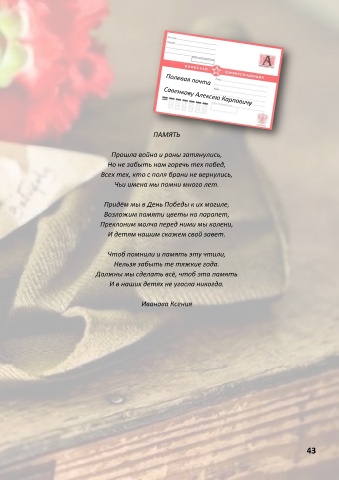 Полевая почта
Савенкову Алексею Карповичу
ПАМЯТЬ
Прошла война и раны затянулись,
Но не забыть нам горечь тех побед,
Всех тех, кто с поля брани не вернулись,
Чьи имена мы помни много лет.
Придём мы в День Победы к их могиле,
Возложим памяти цветы на парапет,
Преклоним молча перед ними мы колени,
И детям нашим скажем свой завет.
Чтоб помнили и память эту чтили,
Нельзя забыть те тяжкие года.
Должны мы сделать всё, чтоб эта память
И в наших детях не угасла никогда.
Иванова Ксения
43